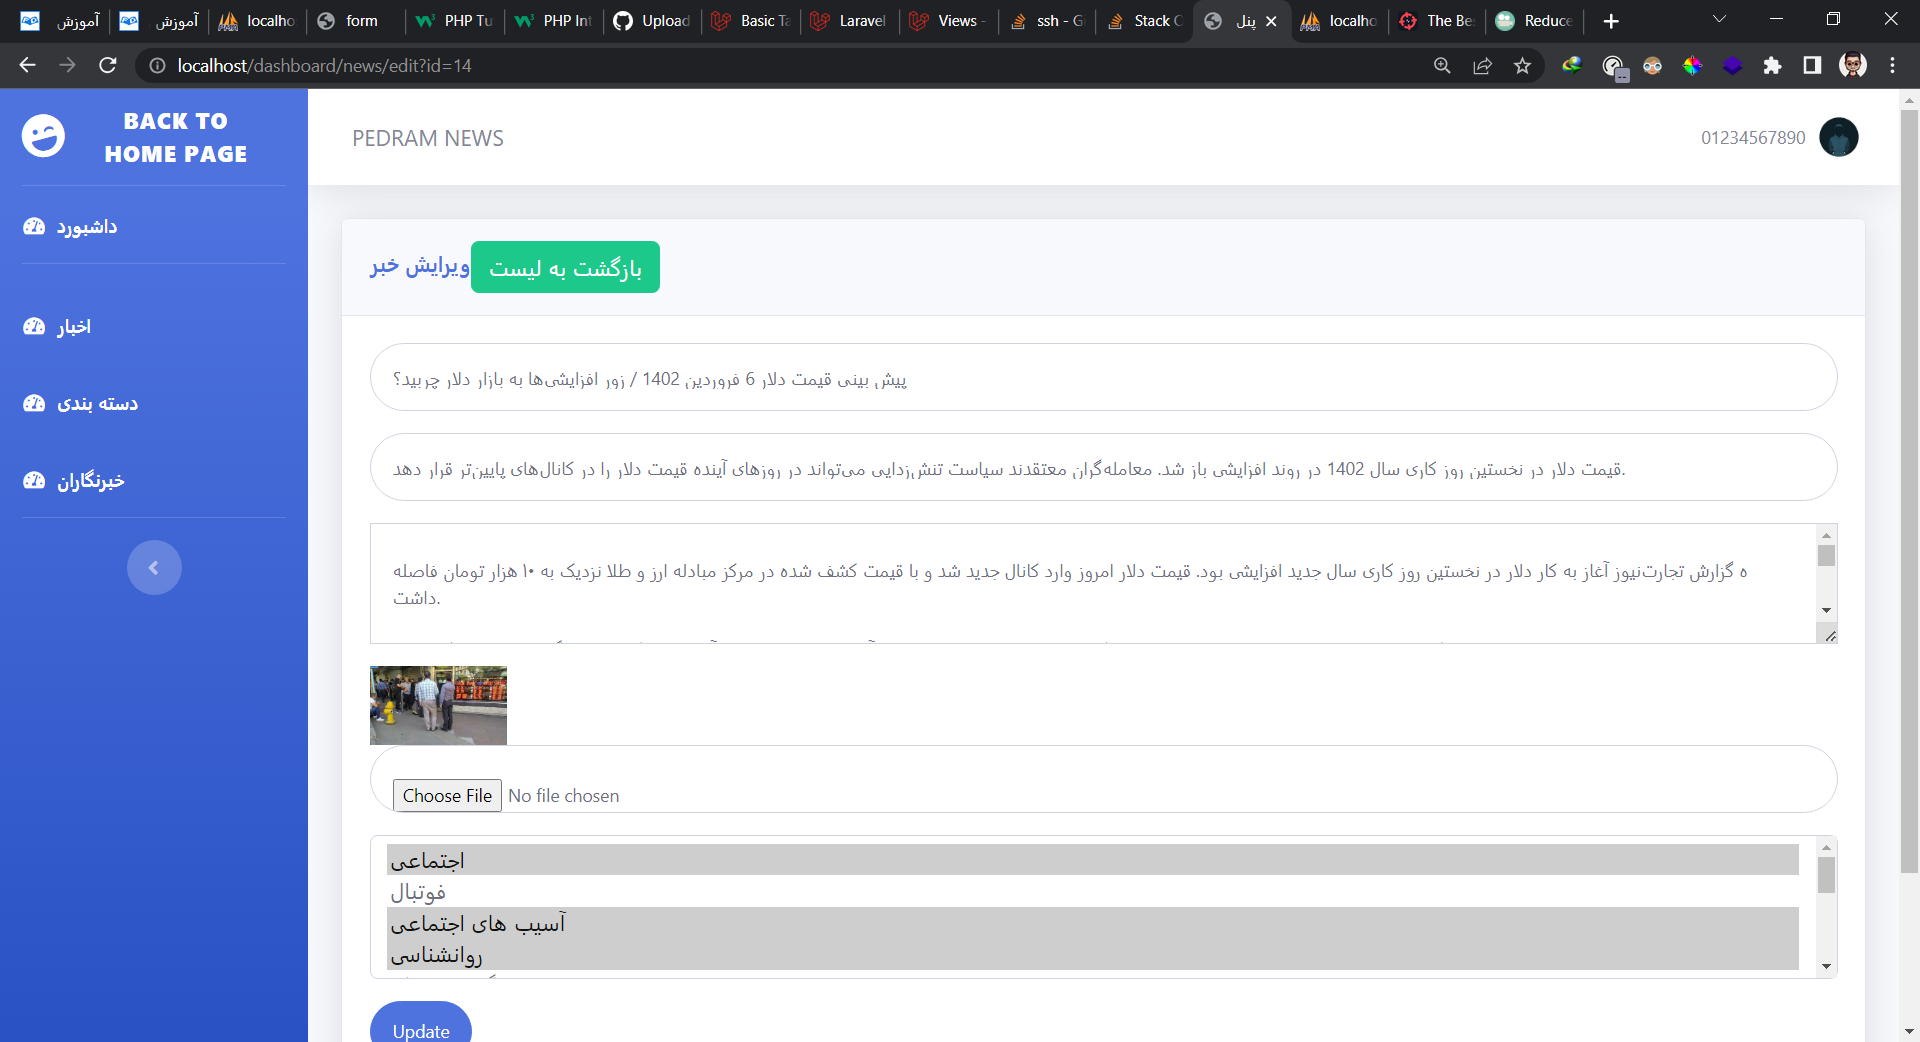 آموزش
آموزش
localho
form
PHP Tu
PHP Int
Upload
Basic Ta
Laravel
Views -
ssh - Gi
Stack O
پنل
localho
The Be
Reduce
localhost/dashboard/news/edit?id=14
BACK TO
HOME PAGE
داشبورد
اخبار
دسته بندی
خبرنگاران
PEDRAM NEWS
01234567890
ویرایش خبر
بازگشت به لیست
پیش بینی قیمت دلار 6 فروردین 1402 / زور افزایشی‌ها به بازار دلار چربید؟
قیمت دلار در نخستین روز کاری سال 1402 در روند افزایشی باز شد. معامله‌گران معتقدند سیاست تنش‌زدایی می‌تواند در روزهای آینده قیمت دلار را در کانال‌های پایین‌تر قرار دهد.
ه گزارش تجارت‌نیوز آغاز به کار دلار در نخستین روز کاری سال جدید افزایشی بود. قیمت دلار امروز وارد کانال جدید شد و با قیمت کشف شده در مرکز مبادله ارز و طلا نزدیک به ۱۰ هزار تومان فاصله
داشت.
Choose File No file chosen
اجتماعی
فوتبال
آسیب های اجتماعی
روانشناسی
Update